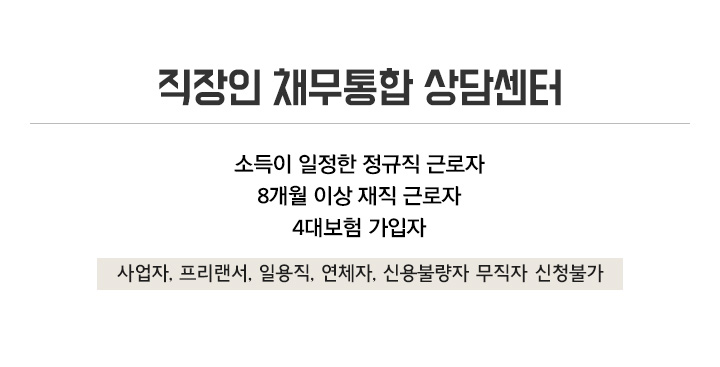 직장인 채무통합 상담센터
소득이 일정한 정규직 근로자
8개월 이상 재직 근로자
4대보험 가입자
사업자, 프리랜서, 일용직, 연체자, 신용불량자 무직자 신청불가